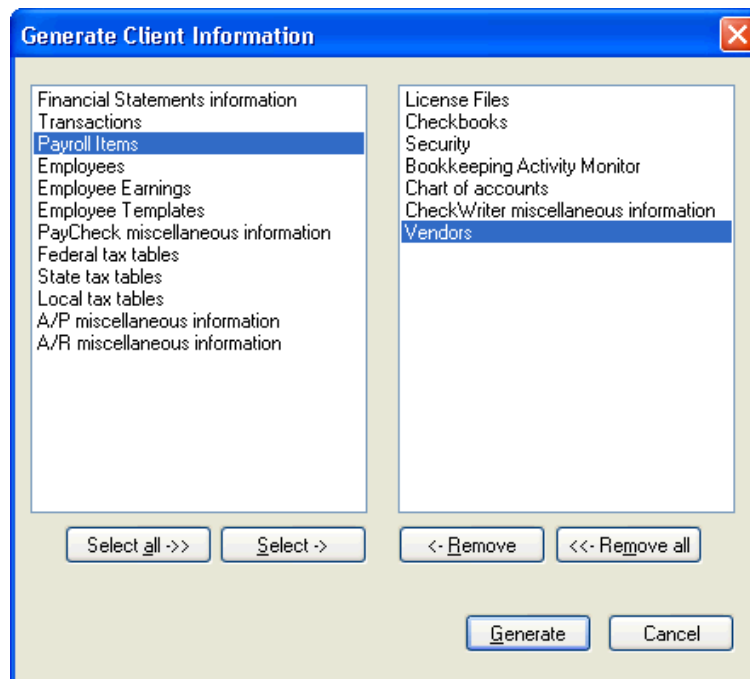 Generate Client Information
Financial Statements information
Transactions
Payroll Items
Employees
Employee Earnings
Employee Templates
PayCheck miscellaneous information
Federal tax tables
State tax tables
Local tax tables
A/P miscellaneous information
A/R miscellaneous information
License Files
Checkbooks
Security
Bookkeeping Activity Monitor
Chart of accounts
CheckWriter miscellaneous information
Vendors
Select all ->>
Select ->
<- Remove
<<- Remove all
Generate
Cancel